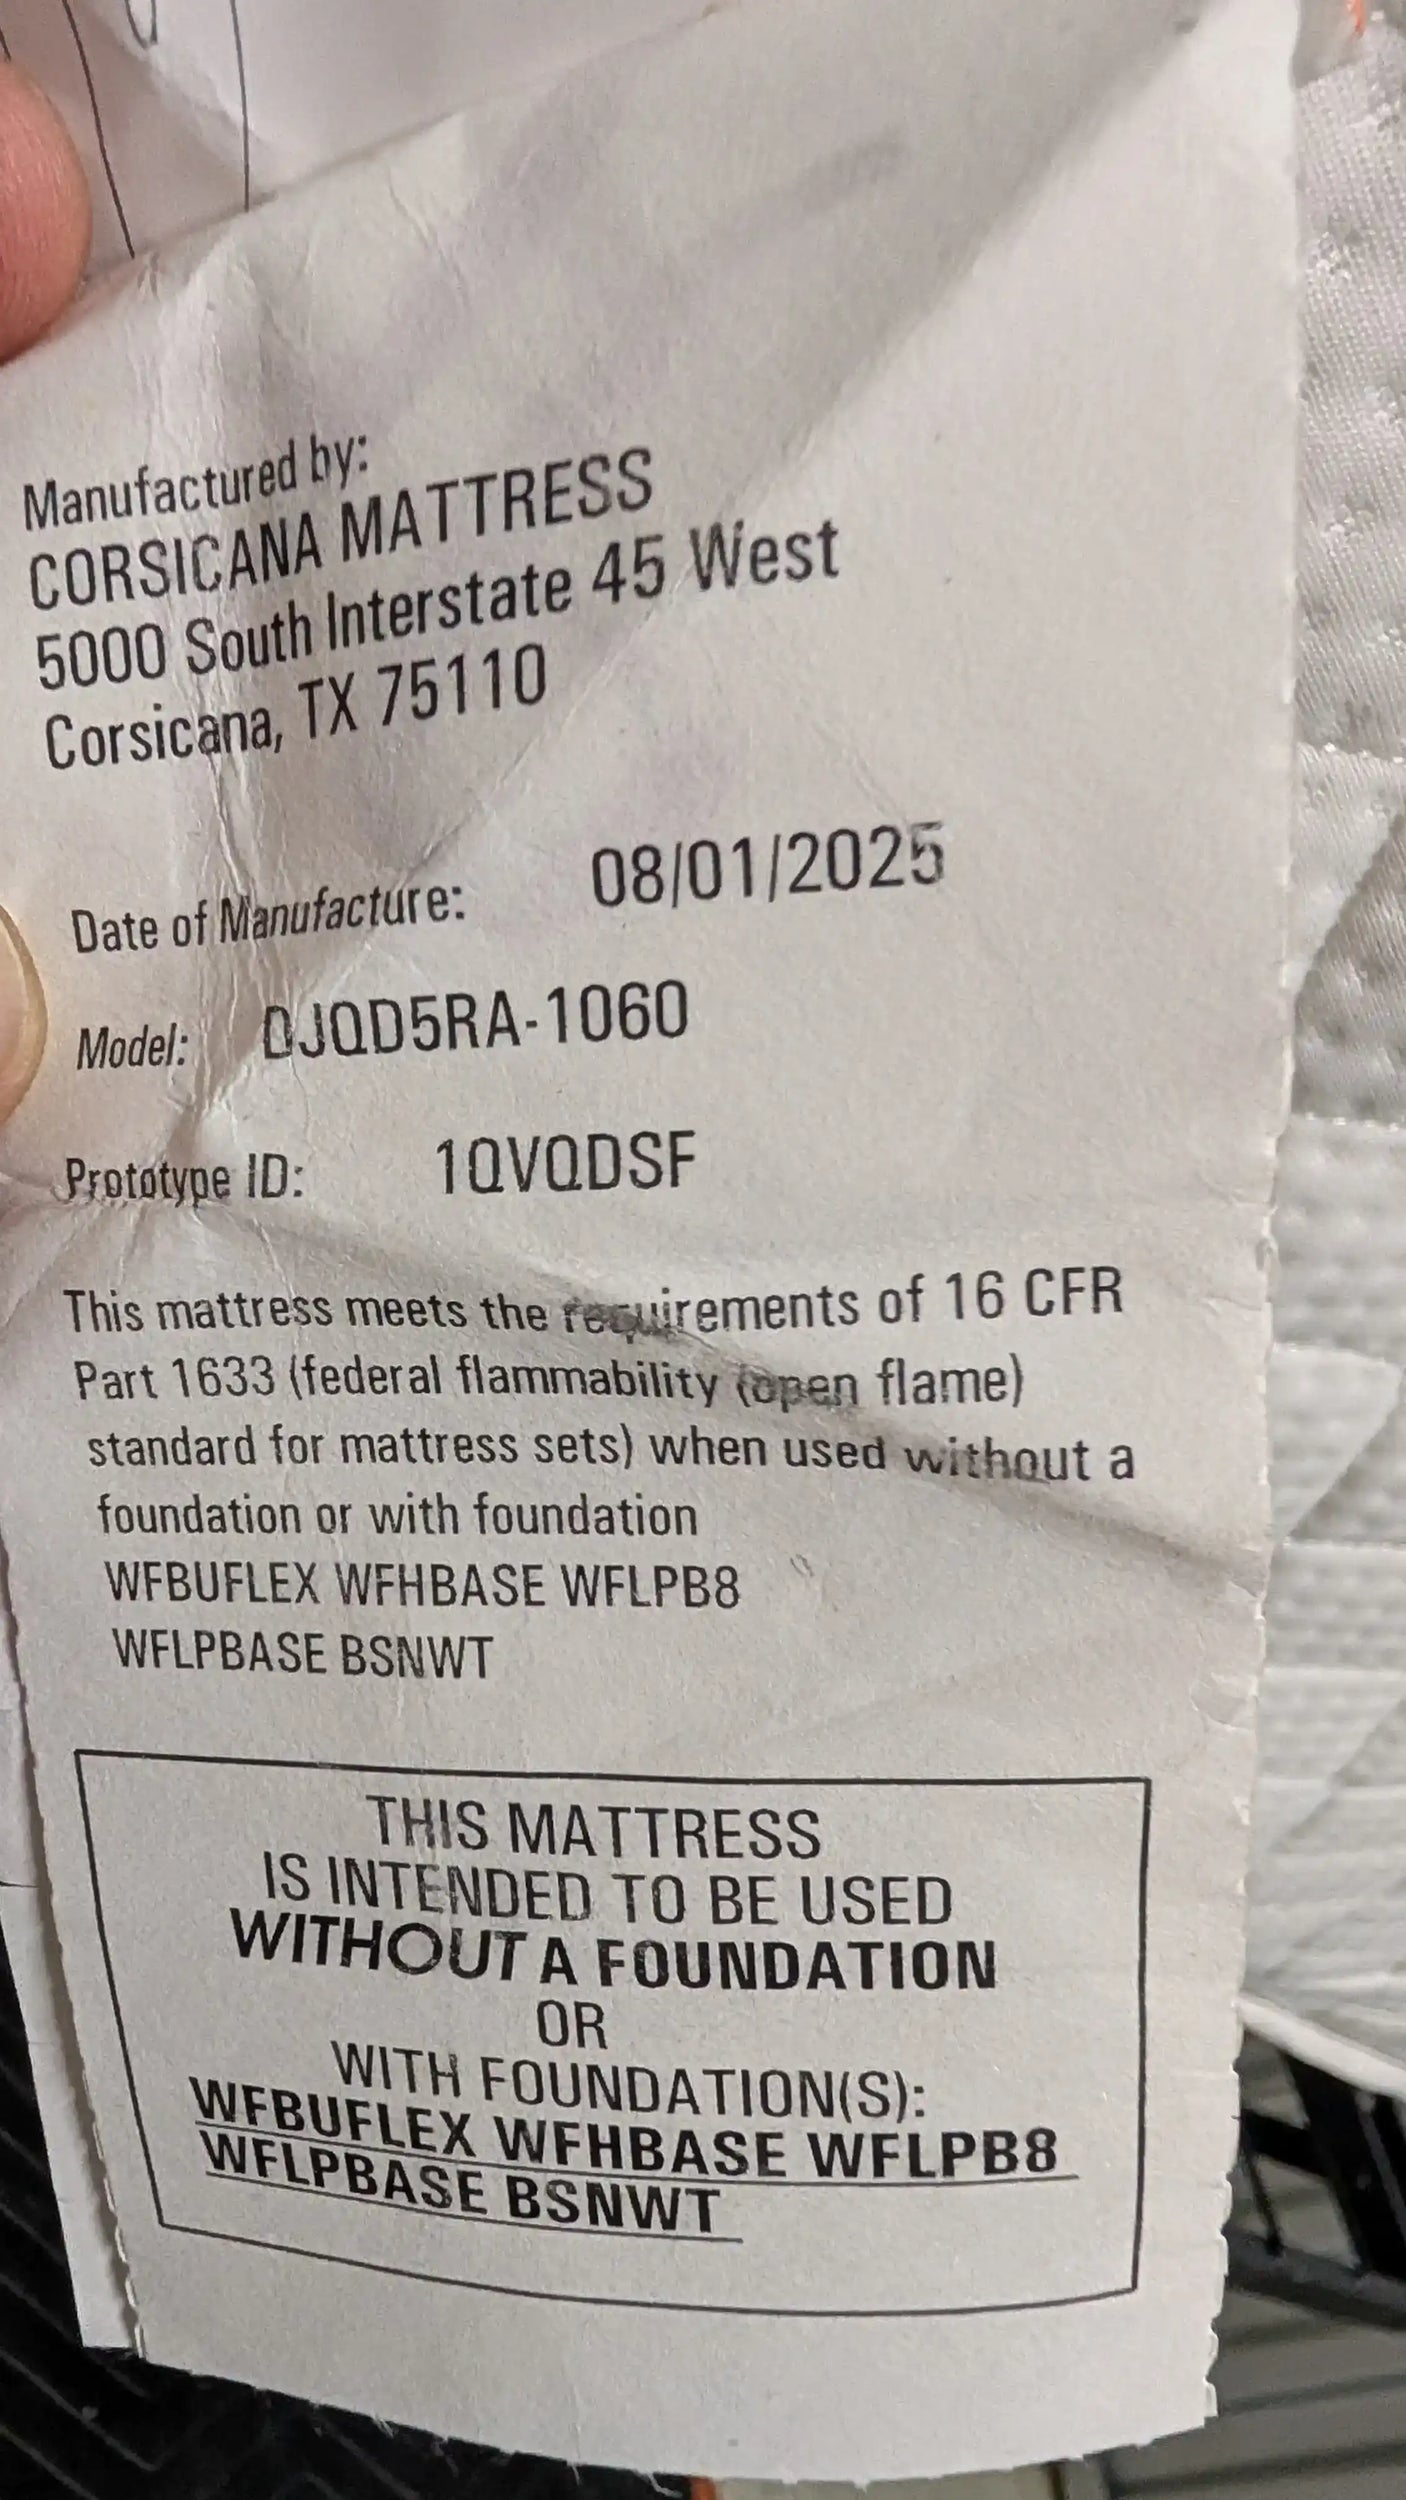 Manufactured by:
CORSICANA MATTRESS
5000 South Interstate 45 West
Corsicana, TX 75110
Date of Manufacture: 08/01/2025
Model: DJQD5RA-1060
Prototype ID: 1QVQDSF
This mattress meets the requirements of 16 CFR
Part 1633 (federal flammability (open flame)
standard for mattress sets) when used without a
foundation or with foundation
WFBUFLEX WFHBASE WFLPB8
WFLPBASE BSNWT
THIS MATTRESS
IS INTENDED TO BE USED
WITHOUT A FOUNDATION
OR
WITH FOUNDATION(S):
WFBUFLEX WFHBASE WFLPB8
WFLPBASE BSNWT